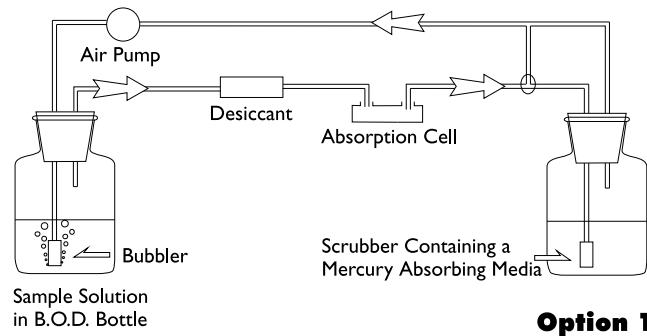 Air Pump
Desiccant
Absorption Cell
Bubbler
Scrubber Containing a
Mercury Absorbing Media
Sample Solution
in B.O.D. Bottle
Option 1